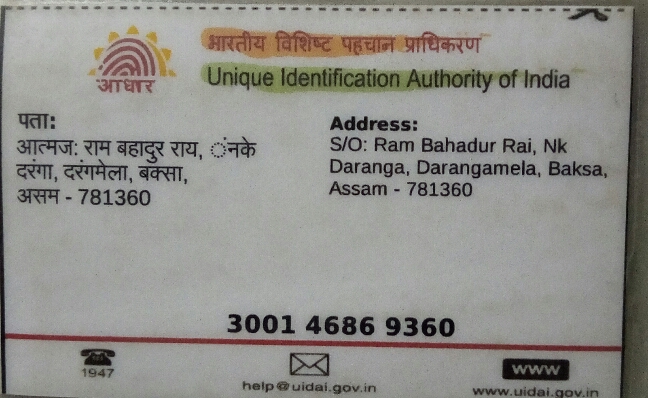 भारतीय विशिष्ट पहचान प्राधिकरण
Unique Identification Authority of India
आधार
पता:
आत्मज: राम बहादुर राय, ंनके
दरंगा, दरंगमेला, बक्सा,
असम - 781360
Address:
S/O: Ram Bahadur Rai, Nk
Daranga, Darangamela, Baksa,
Assam - 781360
3001 4686 9360
1947
help@uidai.gov.in
www
www.uidai.gov.in